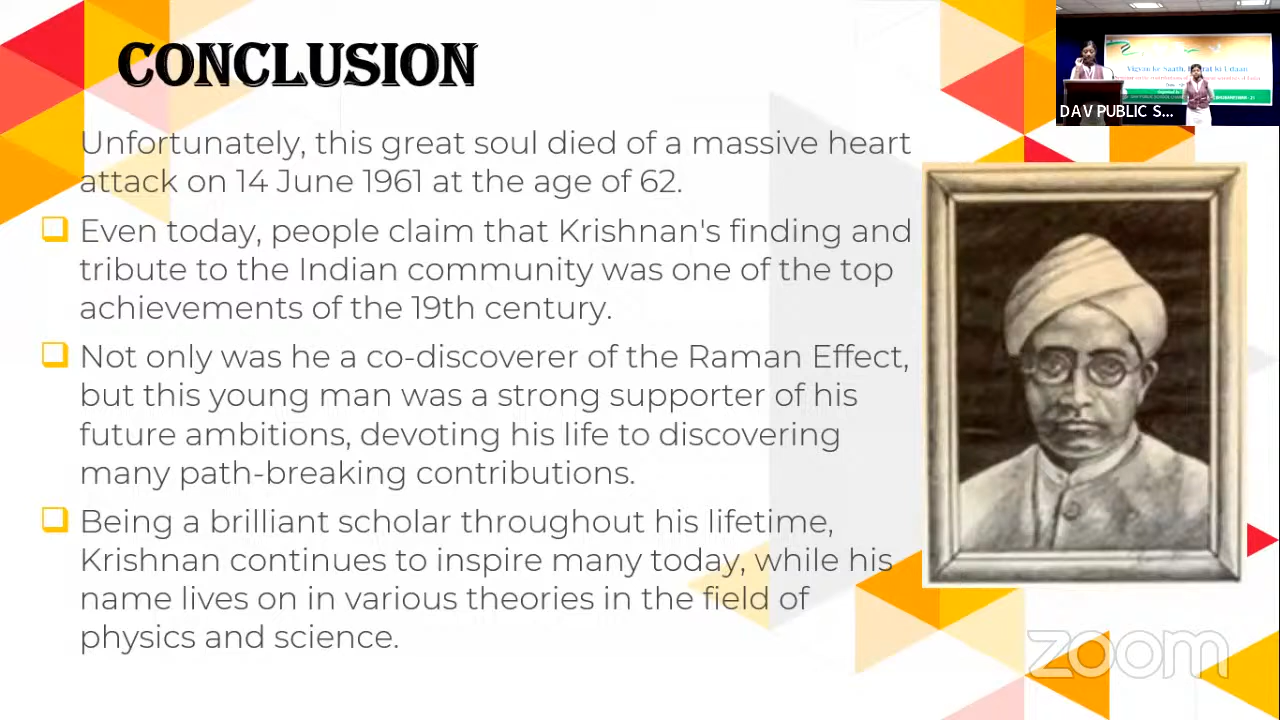 CONCLUSION
Unfortunately, this great soul died of a massive heart
attack on 14 June 1961 at the age of 62.
Even today, people claim that Krishnan's finding and
tribute to the Indian community was one of the top
achievements of the 19th century.
Not only was he a co-discoverer of the Raman Effect,
but this young man was a strong supporter of his
future ambitions, devoting his life to discovering
many path-breaking contributions.
Being a brilliant scholar throughout his lifetime,
Krishnan continues to inspire many today, while his
name lives on in various theories in the field of
physics and science.
Vigyan ke Saath,
DAV PUBLIC S...
zoom